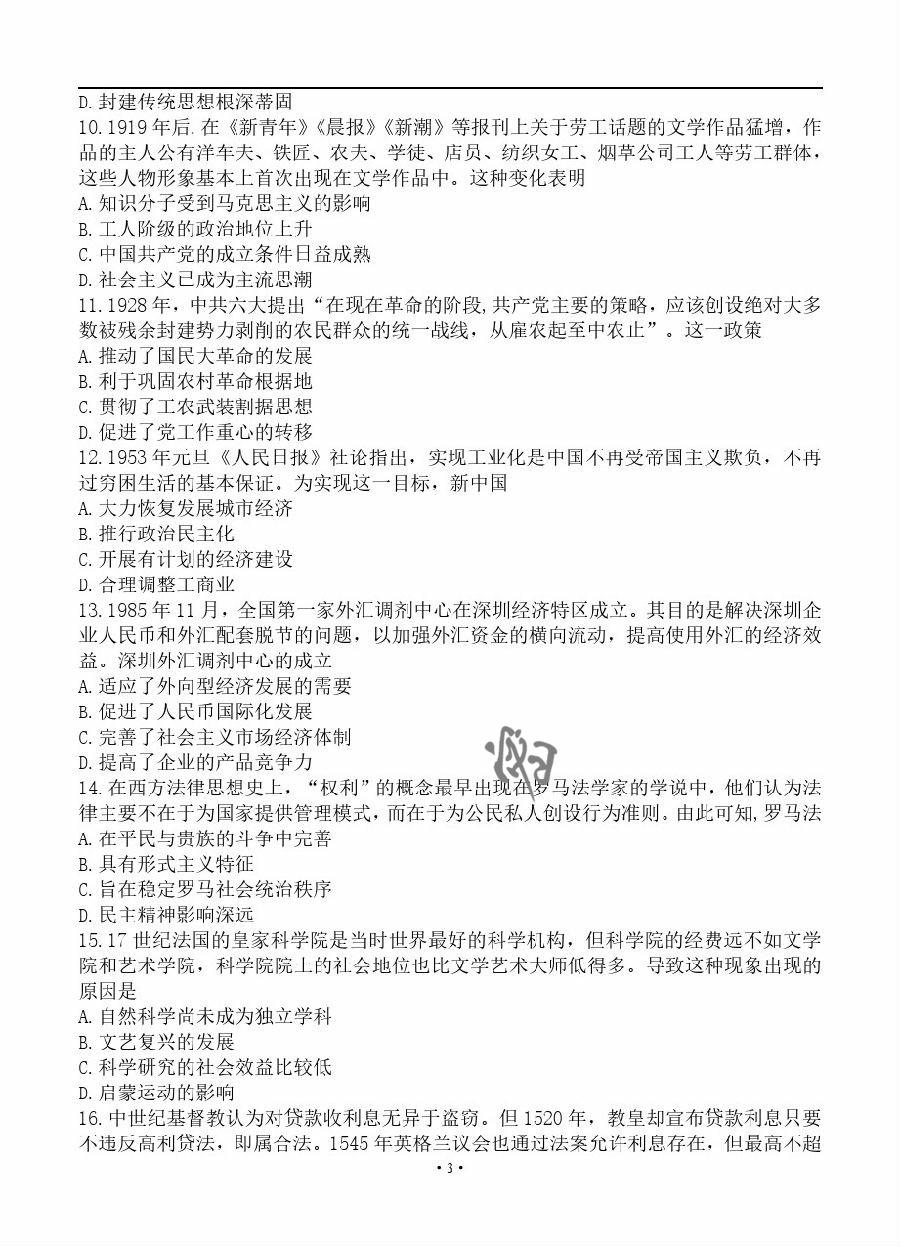 D. 封建传统思想根深蒂固
10.1919年后.在《新青年》《晨报》《新潮》等报刊上关于劳工话题的文学作品猛增，作
品的主人公有洋车夫、铁匠、农夫、学徒、店员、纺织女工、烟草公司工人等劳工群体，
这些人物形象基本上首次出现在文学作品中。这种变化表明
A. 知识分子受到马克思主义的影响
B. 工人阶级的政治地位上升
C. 中国共产党的成立条件日益成熟
D. 社会主义已成为主流思潮
11.1928年，中共六大提出“在现在革命的阶段,共产党主要的策略，应该创设绝对大多
数被残余封建势力剥削的农民群众的统一战线，从雇农起至中农止”。这一政策
A. 推动了国民大革命的发展
B. 利于巩固农村革命根据地
C. 贯彻了工农武装割据思想
D. 促进了党工作重心的转移
12.1953年元旦《人民日报》社论指出，实现工业化是中国不再受帝国主义欺负，不再
过穷困生活的基本保证。为实现这一目标，新中国
A. 大力恢复发展城市经济
B. 推行政治民主化
C. 开展有计划的经济建设
D. 合理调整工商业
13.1985年11月，全国第一家外汇调剂中心在深圳经济特区成立。其目的是解决深圳企
业人民币和外汇配套脱节的问题，以加强外汇资金的横向流动，提高使用外汇的经济效
益。深圳外汇调剂中心的成立
A. 适应了外向型经济发展的需要
B. 促进了人民币国际化发展
C. 完善了社会主义市场经济体制
D. 提高了企业的产品竞争力
14.在西方法律思想史上，“权利”的概念最早出现在罗马法学家的学说中，他们认为法
律主要不在于为国家提供管理模式，而在于为公民私人创设行为准则。由此可知,罗马法
A. 在平民与贵族的斗争中完善
B. 具有形式主义特征
C. 旨在稳定罗马社会统治秩序
D. 民主精神影响深远
15.17世纪法国的皇家科学院是当时世界最好的科学机构，但科学院的经费远不如文学
院和艺术学院，科学院院士的社会地位也比文学艺术大师低得多。导致这种现象出现的
原因是
A. 自然科学尚未成为独立学科
B. 文艺复兴的发展
C. 科学研究的社会效益比较低
D. 启蒙运动的影响
16.中世纪基督教认为对贷款收利息无异于盗窃。但1520年，教皇却宣布贷款利息只要
不违反高利贷法，即属合法。1545年英格兰议会也通过法案允许利息存在，但最高不超
·3·